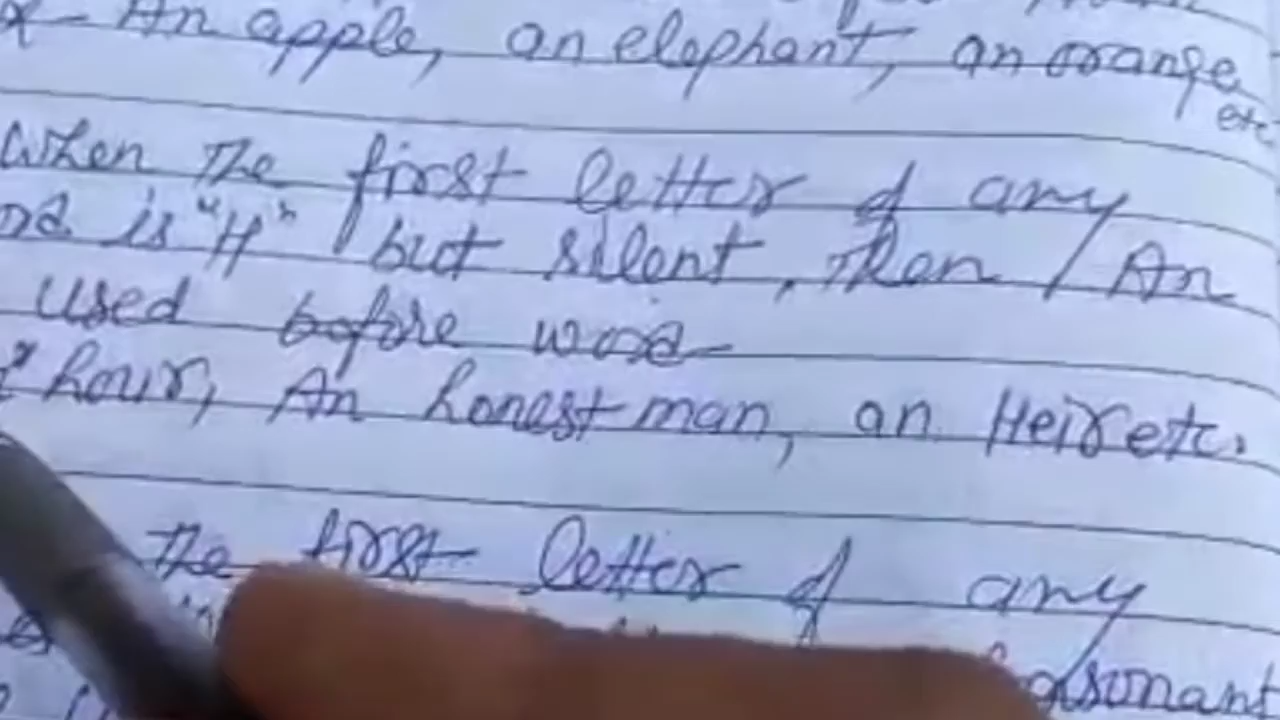 An apple, an elephant, an orange
etc
When the first letter of any
is "H" but silent, then / An
used before word
hour, An honest man, an Heir etc.
the first letter of any